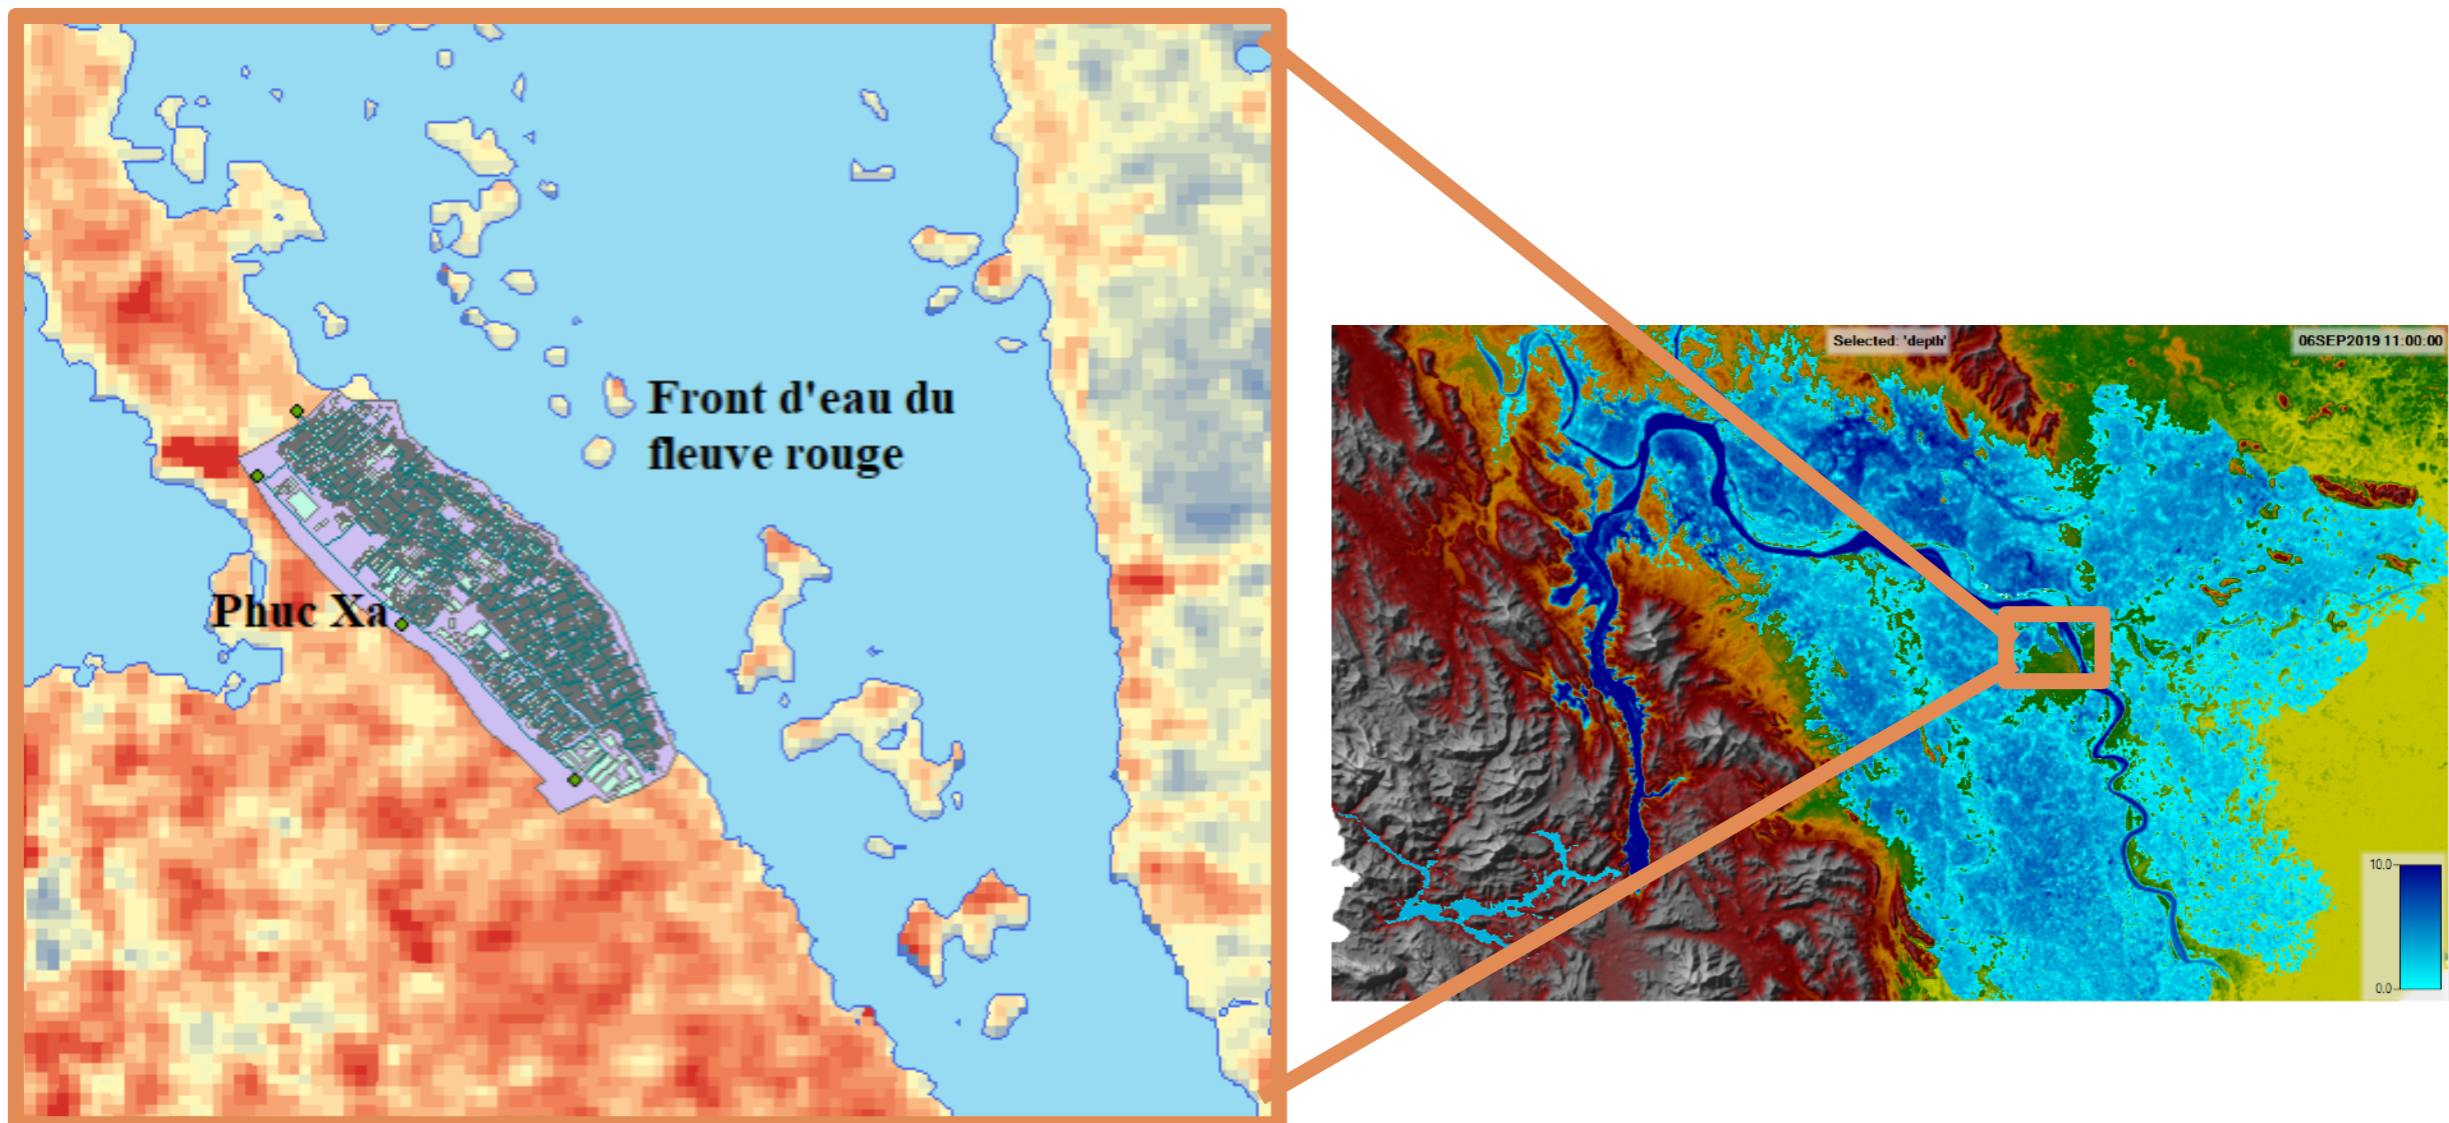 Front d'eau du
fleuve rouge
Phuc Xa
Selected: 'depth'
06SEP2019 11:00:00
10.0
0.0